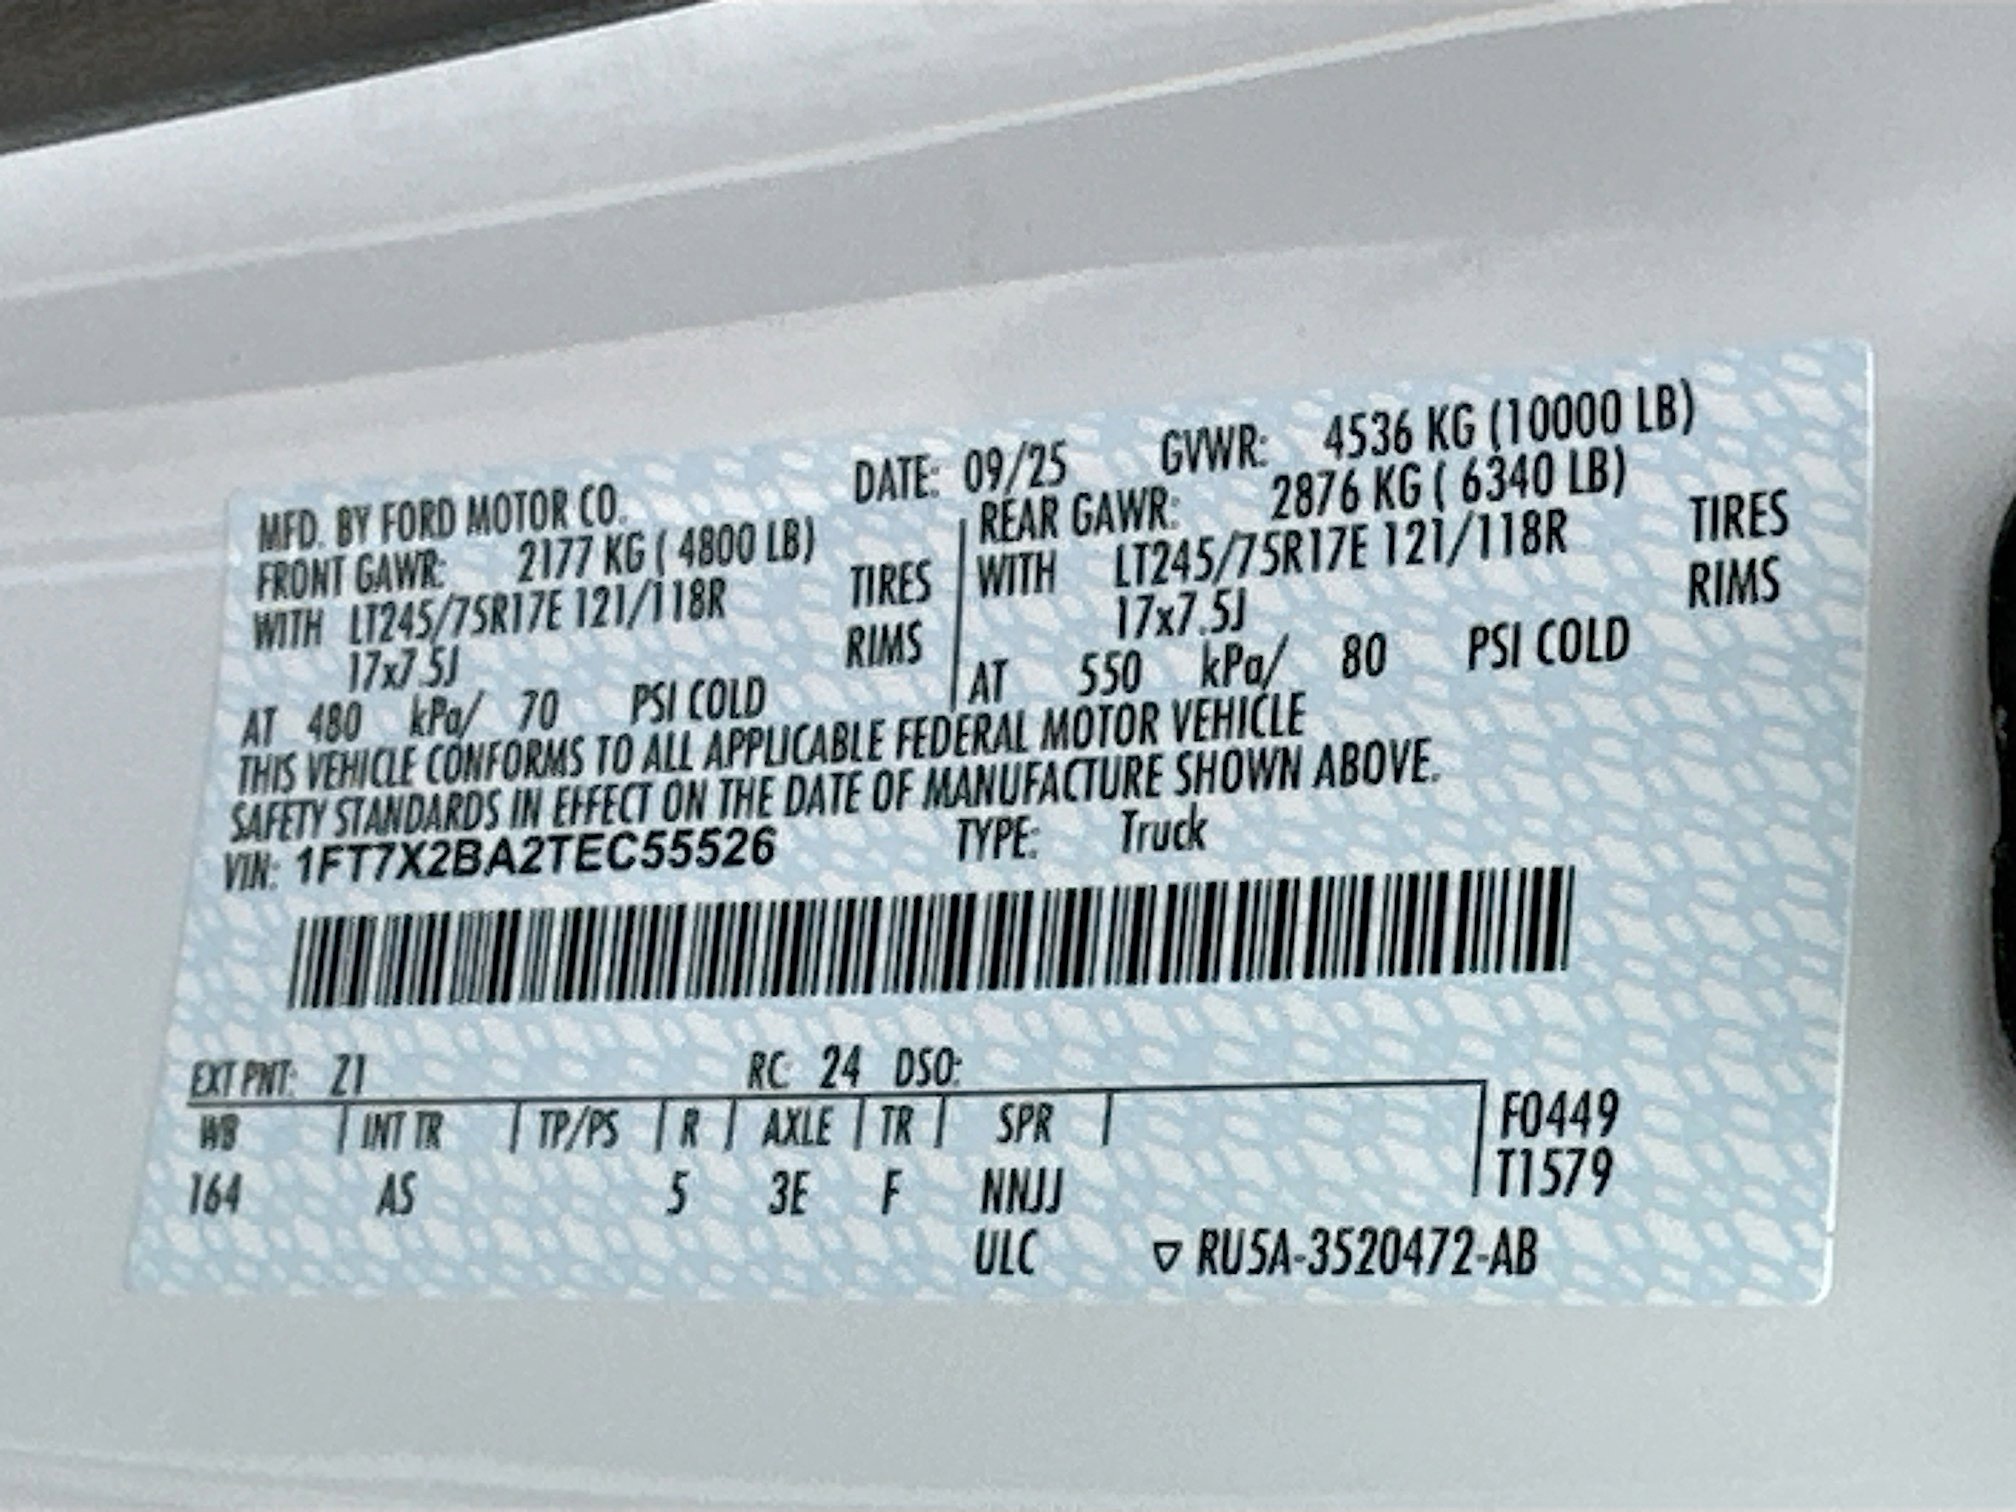 MFD. BY FORD MOTOR CO. DATE: 09/25 GVWR: 4536 KG (10000 LB)
FRONT GAWR: 2177 KG ( 4800 LB) REAR GAWR: 2876 KG ( 6340 LB)
WITH LT245/75R17E 121/118R TIRES WITH LT245/75R17E 121/118R TIRES
17x7.5J RIMS 17x7.5J RIMS
AT 480 kPa/ 70 PSI COLD AT 550 kPa/ 80 PSI COLD
THIS VEHICLE CONFORMS TO ALL APPLICABLE FEDERAL MOTOR VEHICLE
SAFETY STANDARDS IN EFFECT ON THE DATE OF MANUFACTURE SHOWN ABOVE.
VIN: 1FT7X2BA2TEC55526 TYPE: Truck
EXT PNT: Z1 RC: 24 DSO:
WB INT TR TP/PS R AXLE TR SPR F0449
164 AS 5 3E F NNJJ T1579
ULC ▽ RU5A-3520472-AB